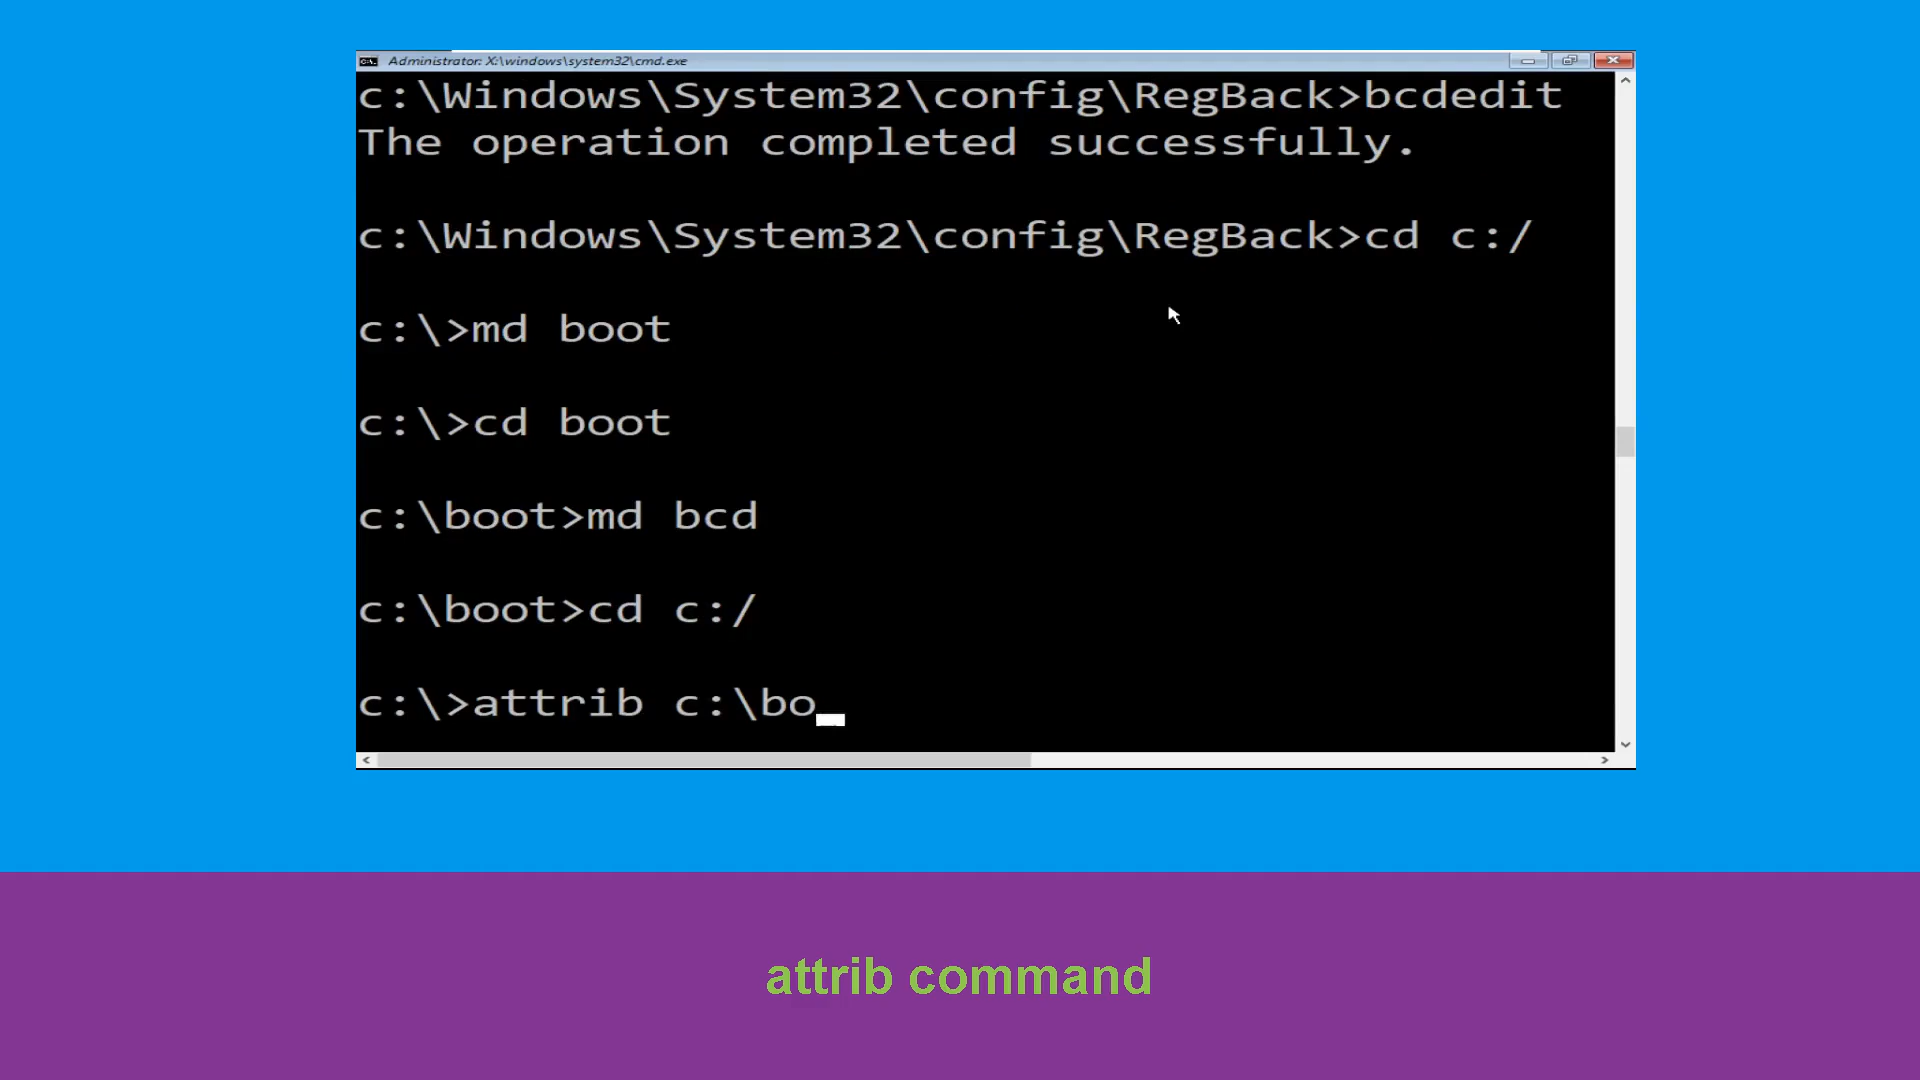 Administrator: X:\windows\system32\cmd.exe
c:\Windows\System32\config\RegBack>bcdedit
The operation completed successfully.
c:\Windows\System32\config\RegBack>cd c:/
c:\>md boot
c:\>cd boot
c:\boot>md bcd
c:\boot>cd c:/
c:\>attrib c:\bo_
attrib command